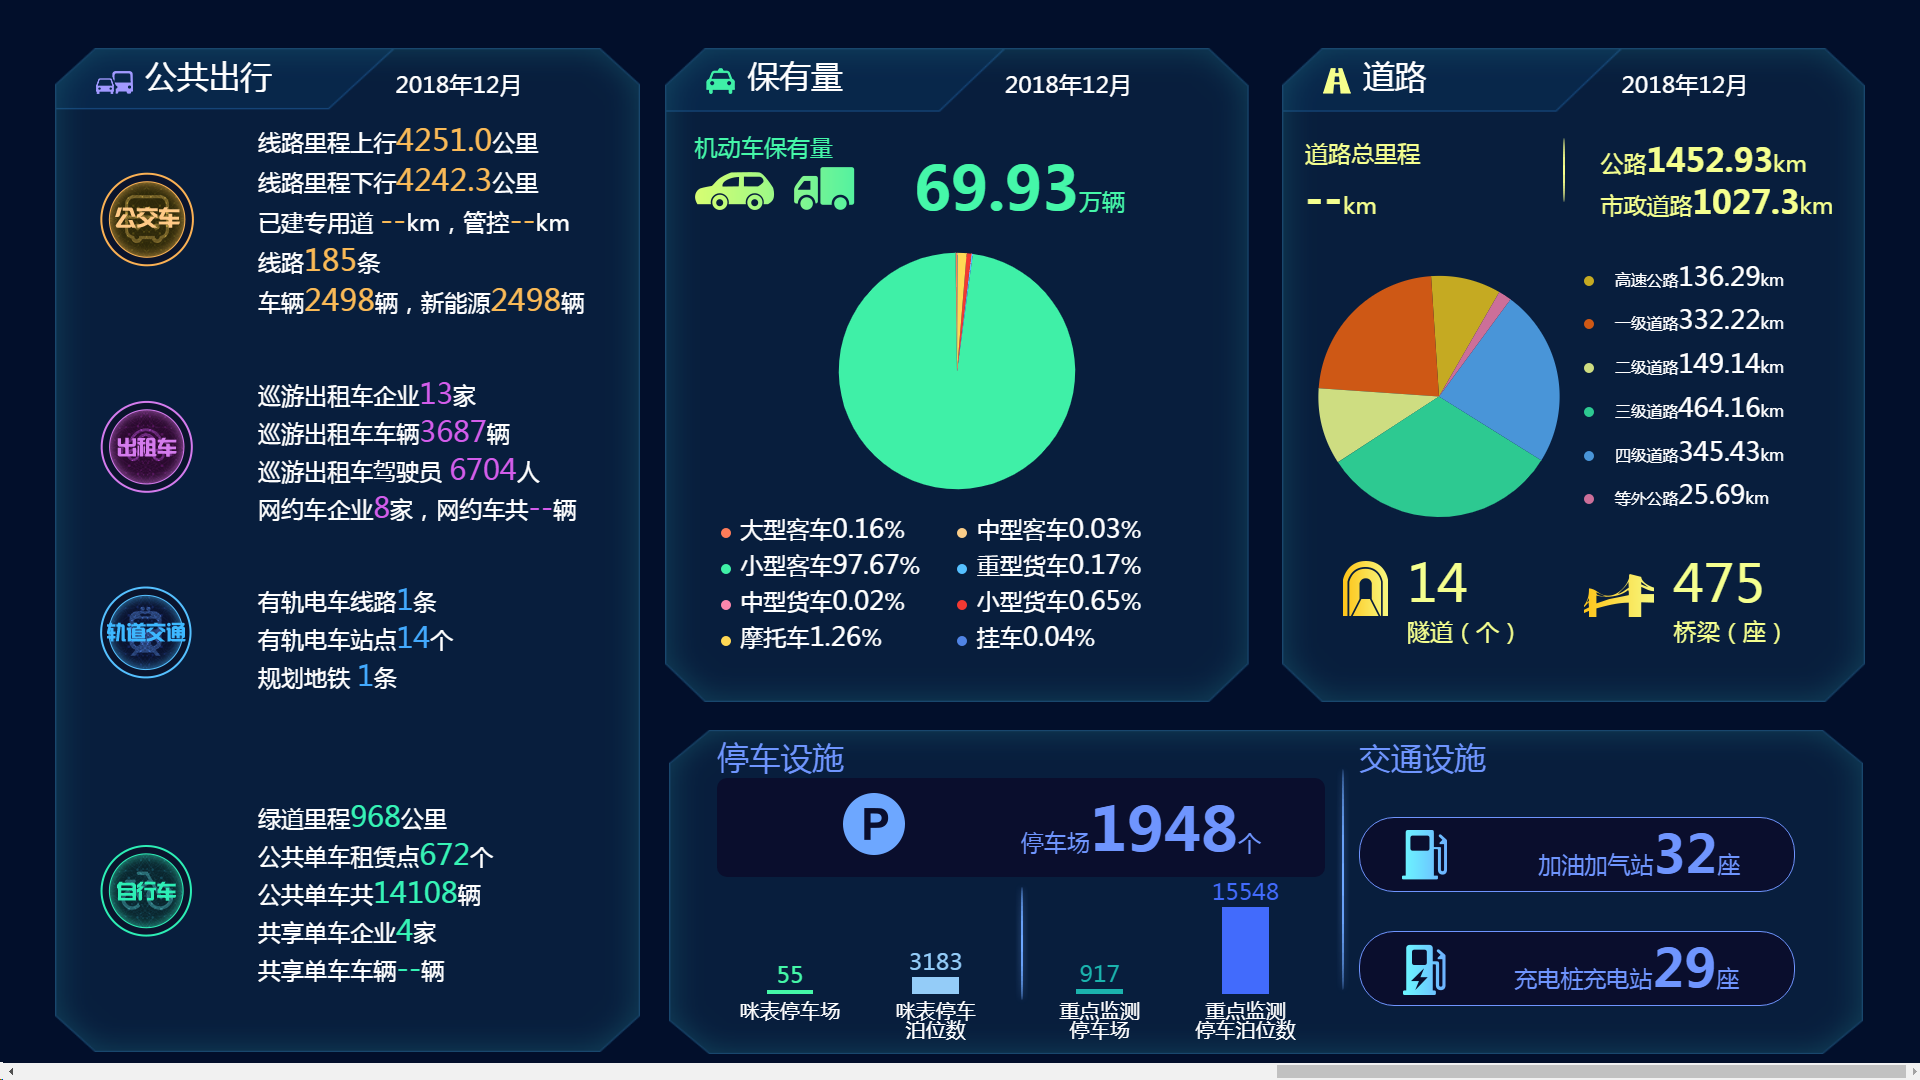 公共出行
2018年12月
公交车
线路里程上行4251.0公里
线路里程下行4242.3公里
已建专用道 --km，管控--km
线路185条
车辆2498辆，新能源2498辆
出租车
巡游出租车企业13家
巡游出租车车辆3687辆
巡游出租车驾驶员 6704人
网约车企业8家，网约车共--辆
轨道交通
有轨电车线路1条
有轨电车站点14个
规划地铁 1条
自行车
绿道里程968公里
公共单车租赁点672个
公共单车共14108辆
共享单车企业4家
共享单车车辆--辆
保有量
2018年12月
机动车保有量
69.93万辆
大型客车0.16%
中型客车0.03%
小型客车97.67%
重型货车0.17%
中型货车0.02%
小型货车0.65%
摩托车1.26%
挂车0.04%
道路
2018年12月
道路总里程
--km
公路1452.93km
市政道路1027.3km
高速公路136.29km
一级道路332.22km
二级道路149.14km
三级道路464.16km
四级道路345.43km
等外公路25.69km
14
隧道（个）
475
桥梁（座）
停车设施
P
停车场1948个
55
咪表停车场
3183
咪表停车
泊位数
917
重点监测
停车场
15548
重点监测
停车泊位数
交通设施
加油加气站32座
充电桩充电站29座